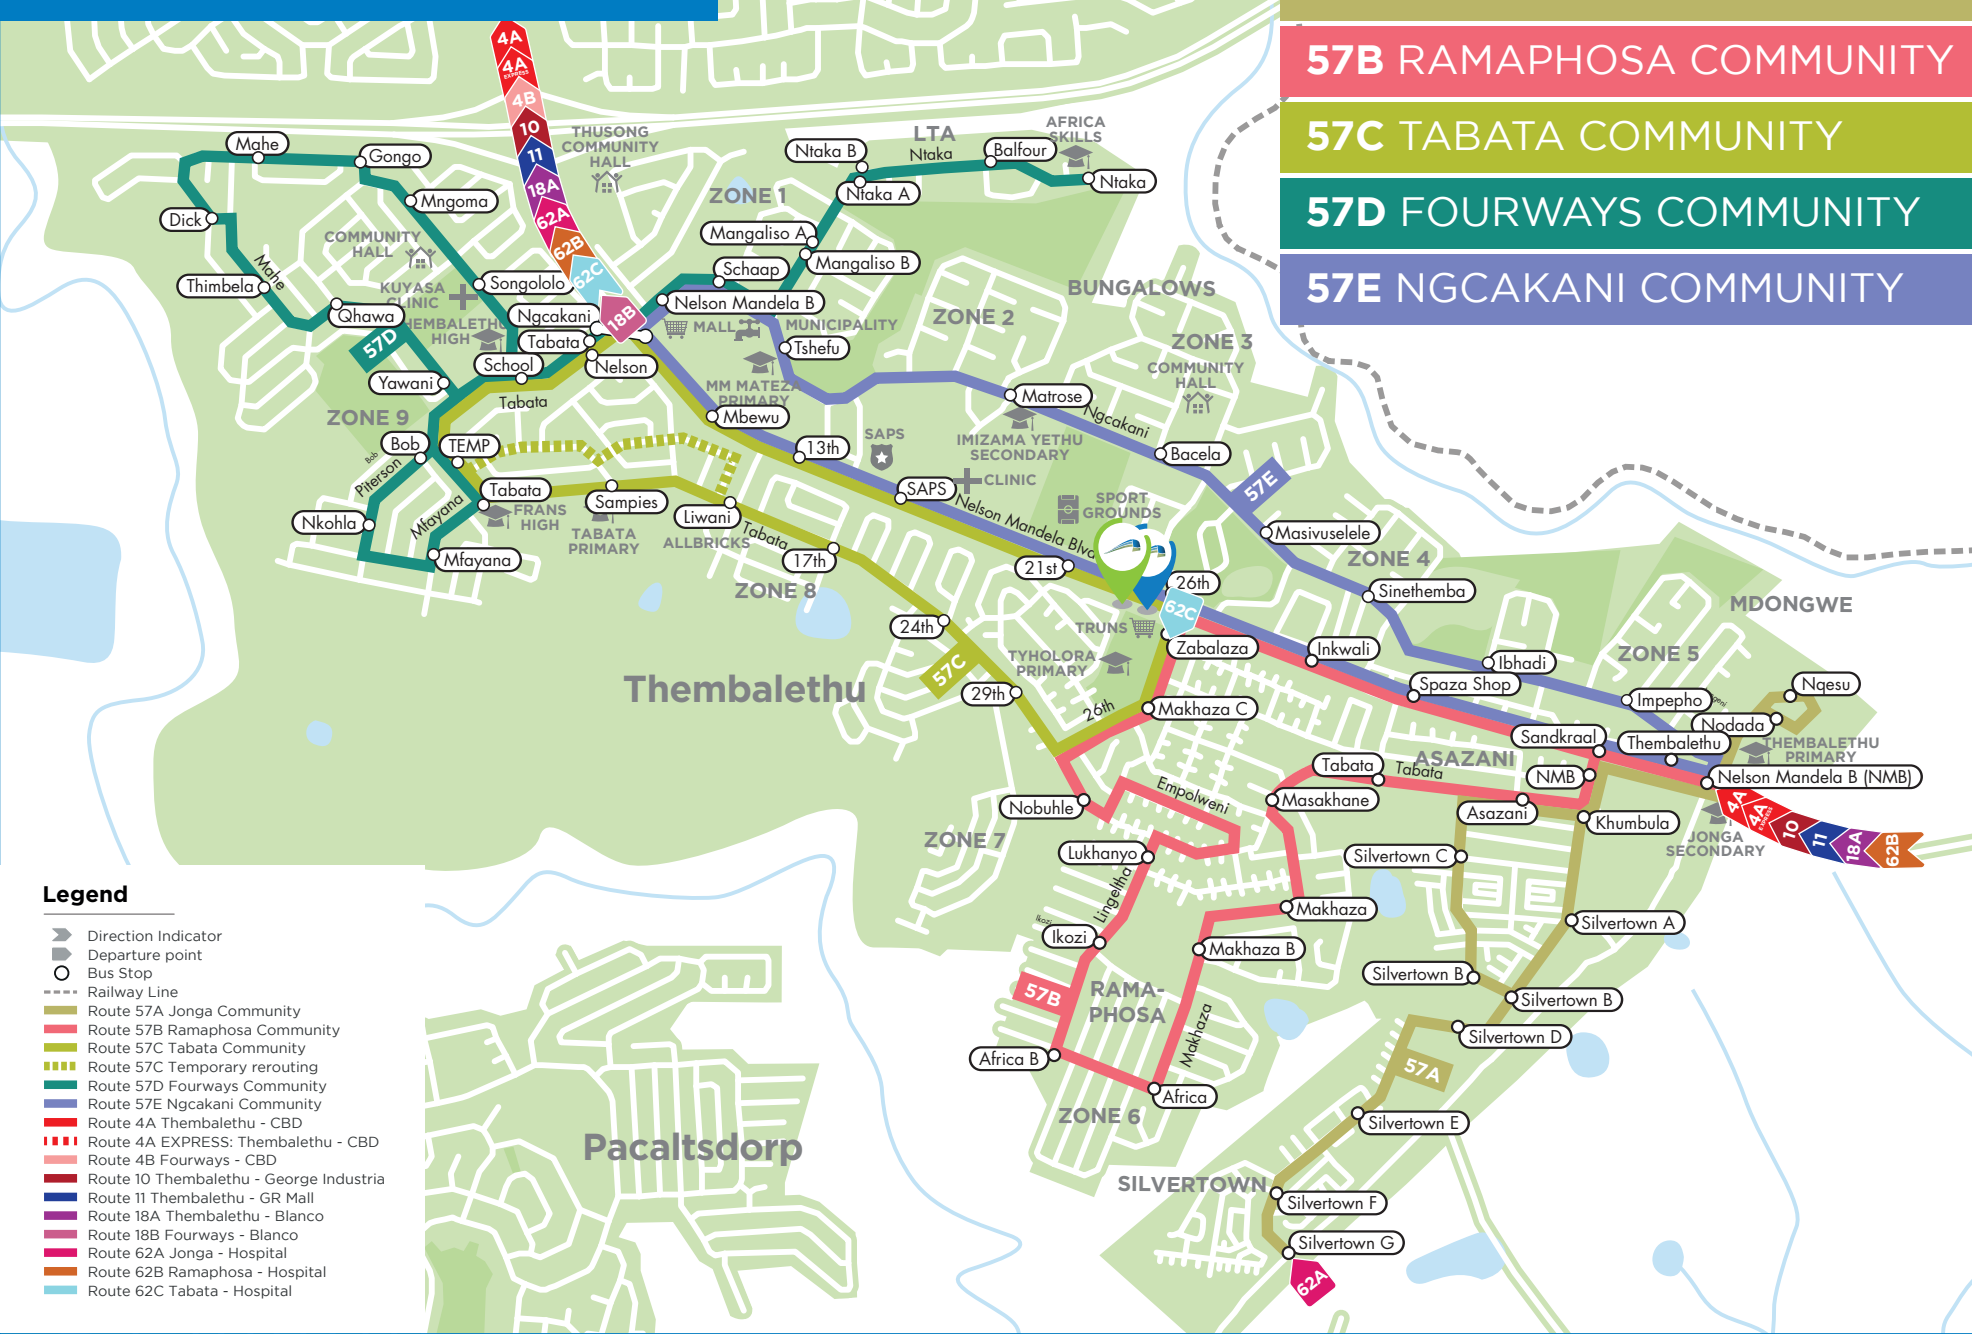 57B RAMAPHOSA COMMUNITY
57C TABATA COMMUNITY
57D FOURWAYS COMMUNITY
57E NGCAKANI COMMUNITY
4A
4A
EXPRESS
4B
10
11
18A
62A
62B
62C
18B
THUSONG
COMMUNITY
HALL
LTA
AFRICA
SKILLS
Mahe
Gongo
Mngoma
Dick
Mahe
Thimbela
COMMUNITY
HALL
KUYASA
CLINIC
Songololo
Qhawa
57D
HEMBALETHU
HIGH
Ngcakani
Tabata
School
Nelson
Yawani
Tabata
ZONE 9
ZONE 1
Ntaka B
Ntaka
Balfour
Ntaka A
Ntaka
Mangaliso A
Mangaliso B
Schaap
Nelson Mandela B
MALL
MUNICIPALITY
Tshefu
MM MATEZA
PRIMARY
Mbewu
ZONE 2
BUNGALOWS
ZONE 3
COMMUNITY
HALL
Matrose
Ngcakani
IMIZAMA YETHU
SECONDARY
Bacela
SAPS
13th
SAPS
CLINIC
Nelson Mandela Blvd
SPORT
GROUNDS
57E
Masivuselele
ZONE 4
Sinethemba
Bob
TEMP
Bob
Piterson
Mfayana
Tabata
FRANS
HIGH
Nkohla
Mfayana
Sampies
TABATA
PRIMARY
Liwani
ALLBRICKS
Tabata
17th
ZONE 8
21st
26th
62C
TRUNS
Zabalaza
TYHOLORA
PRIMARY
24th
57C
29th
26th
Makhaza C
Thembalethu
Inkwali
Spaza Shop
Ibhadi
ZONE 5
MDONGWE
Impepho
Nqesu
Nodada
Sandkraal
Thembalethu
THEMBALETHU
PRIMARY
Nelson Mandela B (NMB)
ASAZANI
NMB
Tabata
Tabata
Masakhane
Asazani
Khumbula
JONGA
SECONDARY
4A
4A
EXPRESS
10
11
18A
62B
Nobuhle
Empolweni
ZONE 7
Lukhanyo
Lingeltha
Ikozi
Ikozi
Silvertown C
Makhaza
Silvertown A
Makhaza B
Silvertown B
Silvertown B
57B
RAMA-
PHOSA
Makhaza
Silvertown D
57A
Africa B
Africa
ZONE 6
Silvertown E
SILVERTOWN
Silvertown F
Silvertown G
62A
Pacaltsdorp
Legend
Direction Indicator
Departure point
Bus Stop
Railway Line
Route 57A Jonga Community
Route 57B Ramaphosa Community
Route 57C Tabata Community
Route 57C Temporary rerouting
Route 57D Fourways Community
Route 57E Ngcakani Community
Route 4A Thembalethu - CBD
Route 4A EXPRESS: Thembalethu - CBD
Route 4B Fourways - CBD
Route 10 Thembalethu - George Industria
Route 11 Thembalethu - GR Mall
Route 18A Thembalethu - Blanco
Route 18B Fourways - Blanco
Route 62A Jonga - Hospital
Route 62B Ramaphosa - Hospital
Route 62C Tabata - Hospital